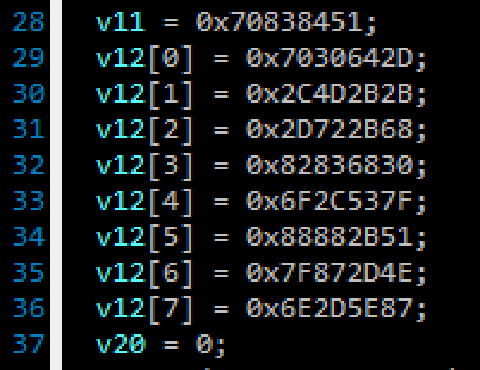 28 v11 = 0x70838451;
29 v12[0] = 0x7030642D;
30 v12[1] = 0x2C4D2B2B;
31 v12[2] = 0x2D722B68;
32 v12[3] = 0x82836830;
33 v12[4] = 0x6F2C537F;
34 v12[5] = 0x88882B51;
35 v12[6] = 0x7F872D4E;
36 v12[7] = 0x6E2D5E87;
37 v20 = 0;